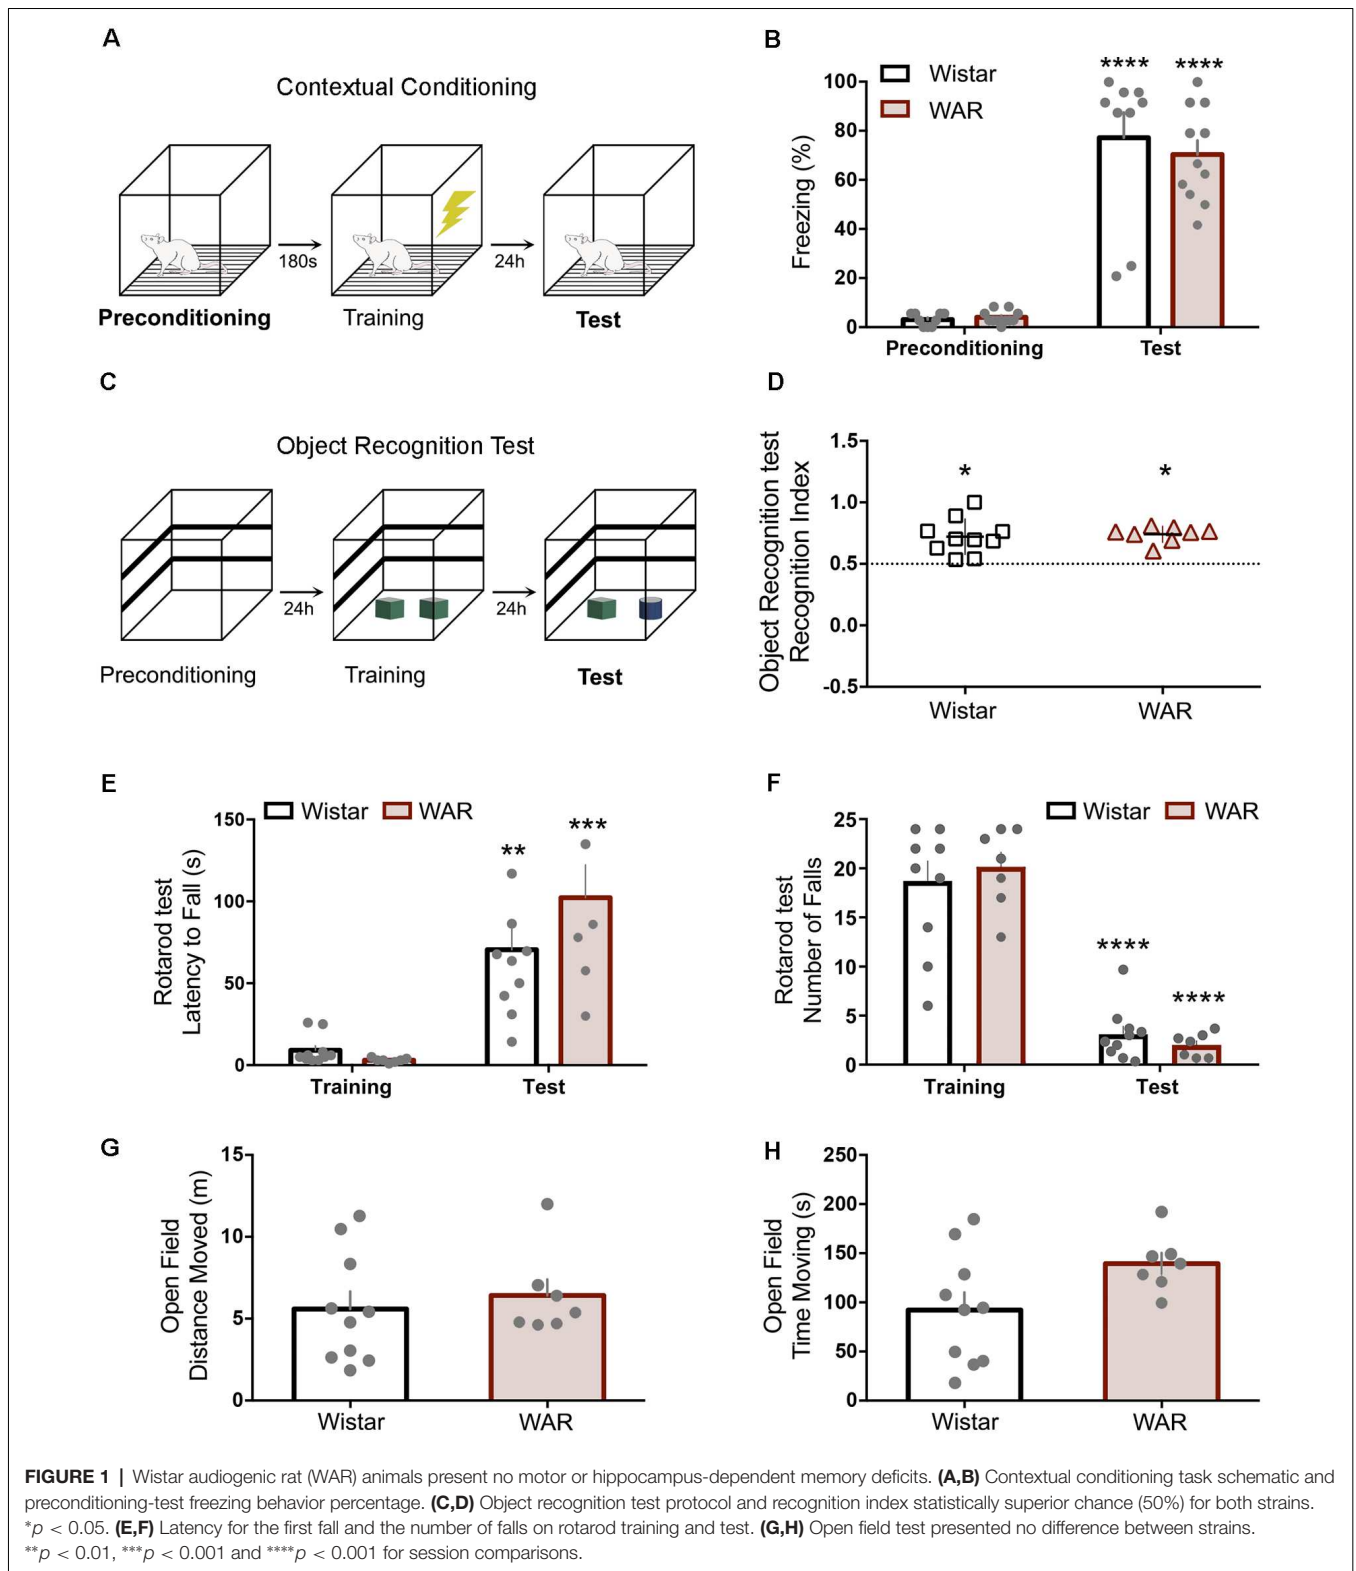 A
Contextual Conditioning
180s
24h
Preconditioning
Training
Test
B
Wistar
WAR
****
****
Freezing (%)
100
80
60
40
20
0
Preconditioning
Test
C
Object Recognition Test
24h
24h
Preconditioning
Training
Test
D
Object Recognition test
Recognition Index
1.5
1.0
0.5
0.0
-0.5
*
*
Wistar
WAR
E
Wistar
WAR
Rotarod test
Latency to Fall (s)
150
100
50
0
**
***
Training
Test
F
Wistar
WAR
Rotarod test
Number of Falls
25
20
15
10
5
0
****
****
Training
Test
G
Open Field
Distance Moved (m)
15
10
5
0
Wistar
WAR
H
Open Field
Time Moving (s)
250
200
150
100
50
0
Wistar
WAR
FIGURE 1 | Wistar audiogenic rat (WAR) animals present no motor or hippocampus-dependent memory deficits. (A,B) Contextual conditioning task schematic and
preconditioning-test freezing behavior percentage. (C,D) Object recognition test protocol and recognition index statistically superior chance (50%) for both strains.
*p < 0.05. (E,F) Latency for the first fall and the number of falls on rotarod training and test. (G,H) Open field test presented no difference between strains.
**p < 0.01, ***p < 0.001 and ****p < 0.001 for session comparisons.